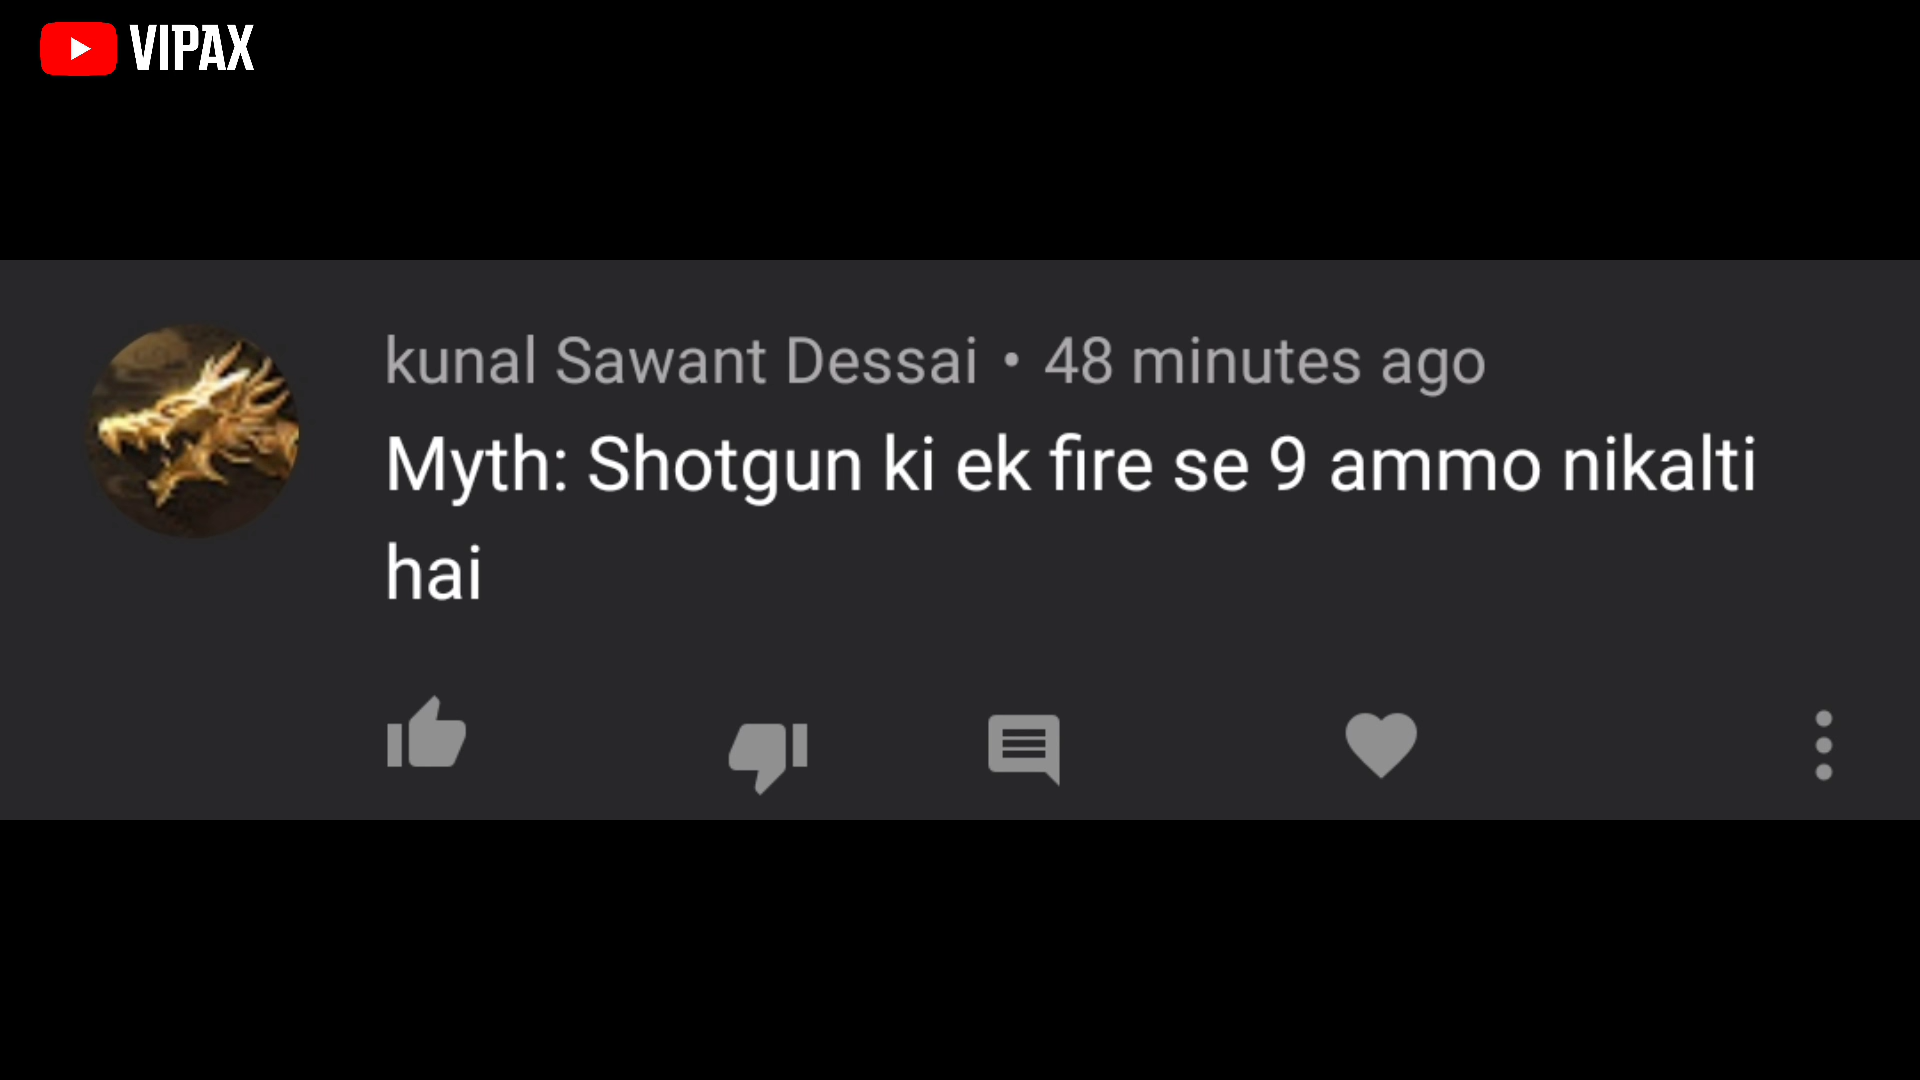 VIPAX
kunal Sawant Dessai • 48 minutes ago
Myth: Shotgun ki ek fire se 9 ammo nikalti
hai